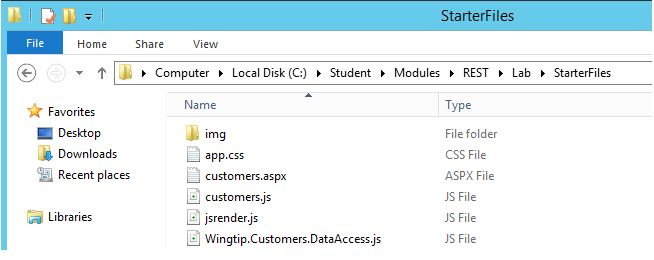 StarterFiles
File Home Share View
Computer Local Disk (C:) Student Modules REST Lab StarterFiles
Favorites
Desktop
Downloads
Recent places
Libraries
Name Type
img File folder
app.css CSS File
customers.aspx ASPX File
customers.js JS File
jsrender.js JS File
Wingtip.Customers.DataAccess.js JS File